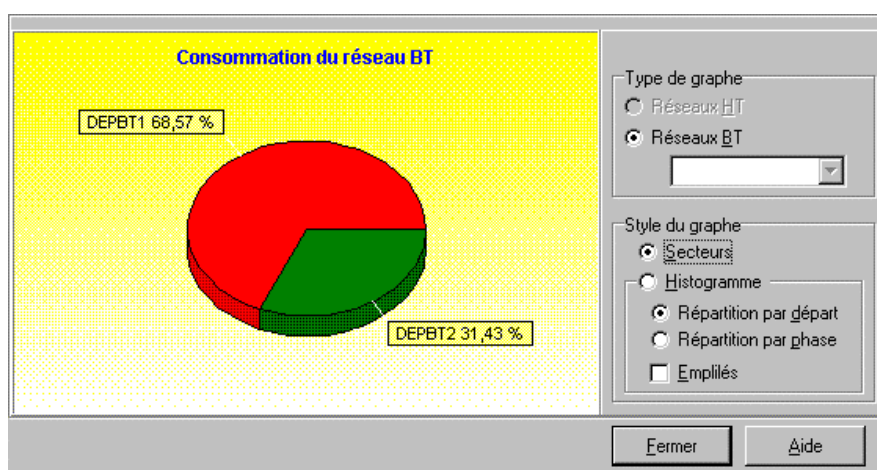 Consommation du réseau BT
DEPBT1 68,57 %
DEPBT2 31,43 %
Type de graphe
Réseaux HT
Réseaux BT
Style du graphe
Secteurs
Histogramme
Répartition par départ
Répartition par phase
Emplilés
Fermer
Aide